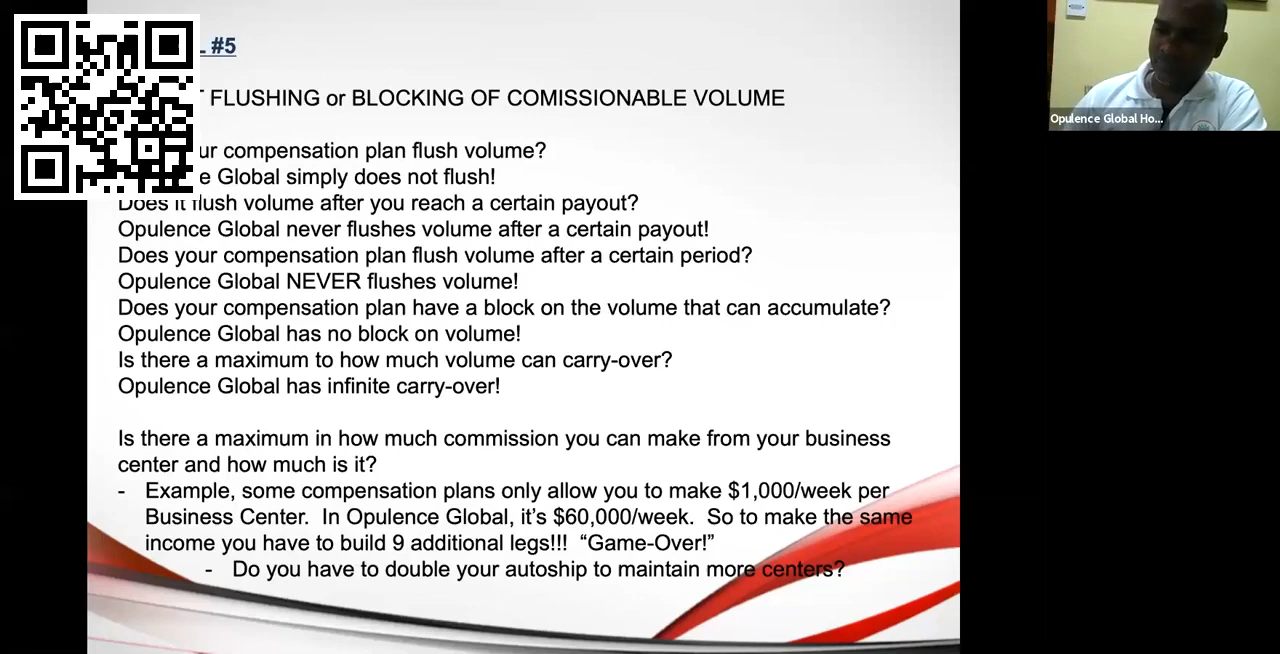 #5
FLUSHING or BLOCKING OF COMISSIONABLE VOLUME
ur compensation plan flush volume?
e Global simply does not flush!
Does it flush volume after you reach a certain payout?
Opulence Global never flushes volume after a certain payout!
Does your compensation plan flush volume after a certain period?
Opulence Global NEVER flushes volume!
Does your compensation plan have a block on the volume that can accumulate?
Opulence Global has no block on volume!
Is there a maximum to how much volume can carry-over?
Opulence Global has infinite carry-over!
Is there a maximum in how much commission you can make from your business
center and how much is it?
- Example, some compensation plans only allow you to make $1,000/week per
Business Center. In Opulence Global, it's $60,000/week. So to make the same
income you have to build 9 additional legs!!! “Game-Over!”
- Do you have to double your autoship to maintain more centers?
Opulence Global Ho...